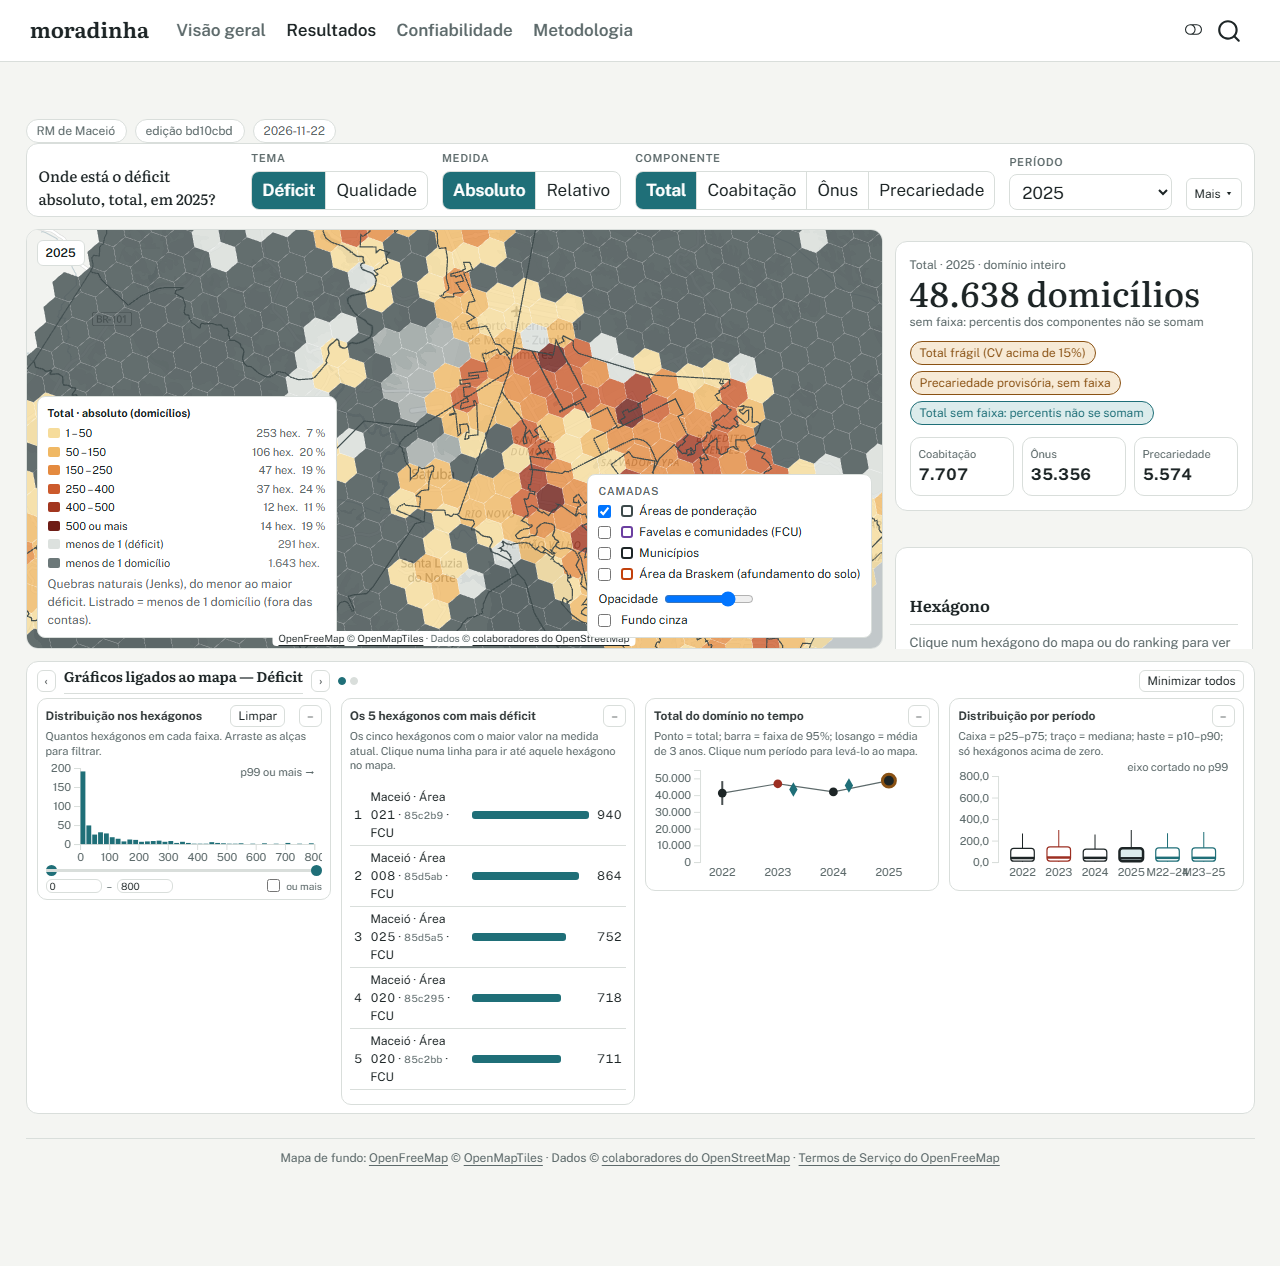 moradinha
Visão geral
Resultados
Confiabilidade
Metodologia
RM de Maceió
edição bd10cbd
2026-11-22
Onde está o déficit
absoluto, total, em 2025?
TEMA
Déficit
Qualidade
MEDIDA
Absoluto
Relativo
COMPONENTE
Total
Coabitação
Ônus
Precariedade
PERÍODO
2025
Mais
2025
BR-101
Aeroporto Internacional
de Maceió - Zumbi
Satuba
RIO NOVO
Santa Luzia
do Norte
Total · absoluto (domicílios)
1–50 253 hex. 7 %
50–150 106 hex. 20 %
150–250 47 hex. 19 %
250–400 37 hex. 24 %
400–500 12 hex. 11 %
500 ou mais 14 hex. 19 %
menos de 1 (déficit) 291 hex.
menos de 1 domicílio 1.643 hex.
Quebras naturais (Jenks), do menor ao maior
déficit. Listrado = menos de 1 domicílio (fora das
contas).
CAMADAS
Áreas de ponderação
Favelas e comunidades (FCU)
Municípios
Área da Braskem (afundamento do solo)
Opacidade
Fundo cinza
OpenFreeMap © OpenMapTiles · Dados © colaboradores do OpenStreetMap
Total · 2025 · domínio inteiro
48.638 domicílios
sem faixa: percentis dos componentes não se somam
Total frágil (CV acima de 15%)
Precariedade provisória, sem faixa
Total sem faixa: percentis não se somam
Coabitação
7.707
Ônus
35.356
Precariedade
5.574
Hexágono
Clique num hexágono do mapa ou do ranking para ver
‹ Gráficos ligados ao mapa — Déficit ›
Minimizar todos
Distribuição nos hexágonos
Limpar
–
Quantos hexágonos em cada faixa. Arraste as alças
para filtrar.
p99 ou mais →
200
150
100
50
0
0 100 200 300 400 500 600 700 800
0 – 800
ou mais
Os 5 hexágonos com mais déficit
–
Os cinco hexágonos com o maior valor na medida
atual. Clique numa linha para ir até aquele hexágono
no mapa.
1 Maceió · Área
021 · 85c2b9 ·
FCU
940
2 Maceió · Área
008 · 85d5ab ·
FCU
864
3 Maceió · Área
025 · 85d5a5 ·
FCU
752
4 Maceió · Área
020 · 85c295 ·
FCU
718
5 Maceió · Área
020 · 85c2bb ·
FCU
711
Total do domínio no tempo
–
Ponto = total; barra = faixa de 95%; losango = média
de 3 anos. Clique num período para levá-lo ao mapa.
50.000
40.000
30.000
20.000
10.000
0
2022 2023 2024 2025
Distribuição por período
–
Caixa = p25–p75; traço = mediana; haste = p10–p90;
só hexágonos acima de zero.
eixo cortado no p99
800,0
600,0
400,0
200,0
0,0
2022 2023 2024 2025 M22–24 M23–25
Mapa de fundo: OpenFreeMap © OpenMapTiles · Dados © colaboradores do OpenStreetMap · Termos de Serviço do OpenFreeMap